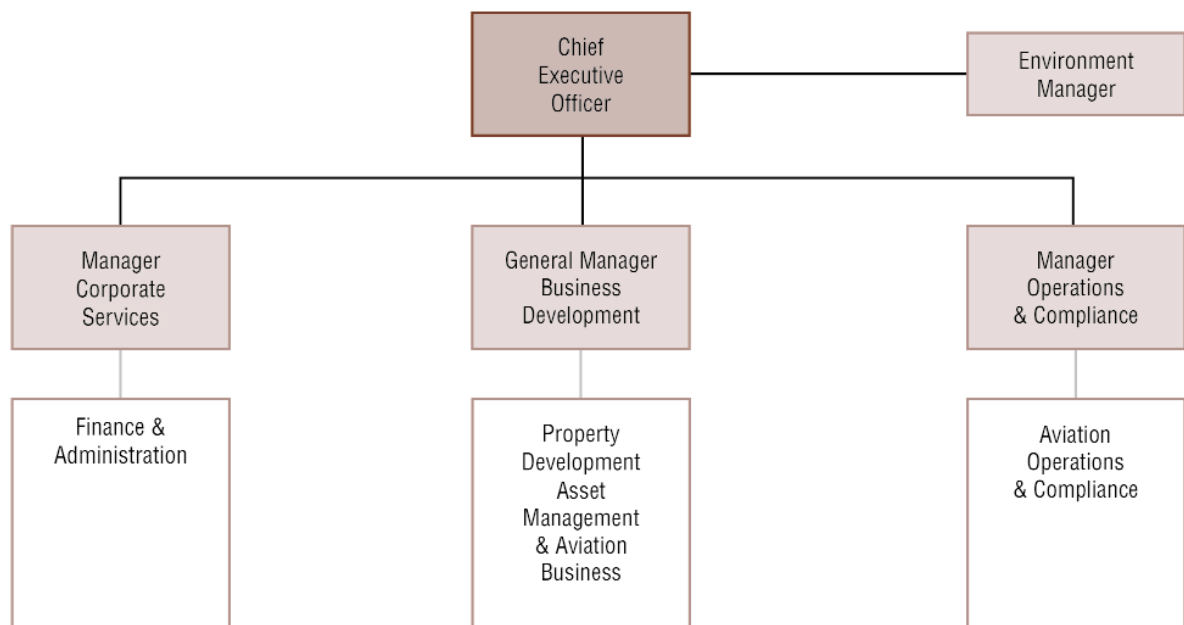 Chief
Executive
Officer
Environment
Manager
Manager
Corporate
Services
General Manager
Business
Development
Manager
Operations
& Compliance
Finance &
Administration
Property
Development
Asset
Management
& Aviation
Business
Aviation
Operations
& Compliance